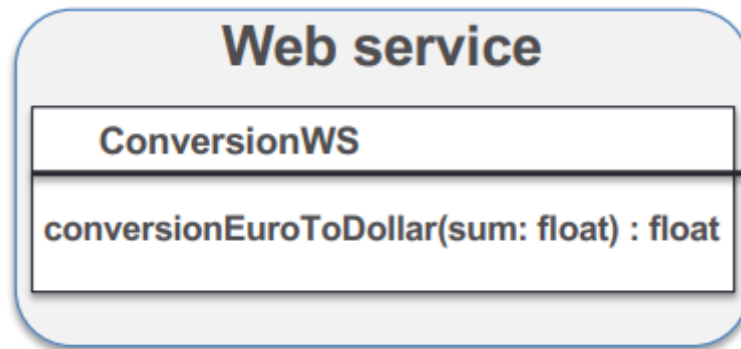 Web service
ConversionWS
conversionEuroToDollar(sum: float) : float